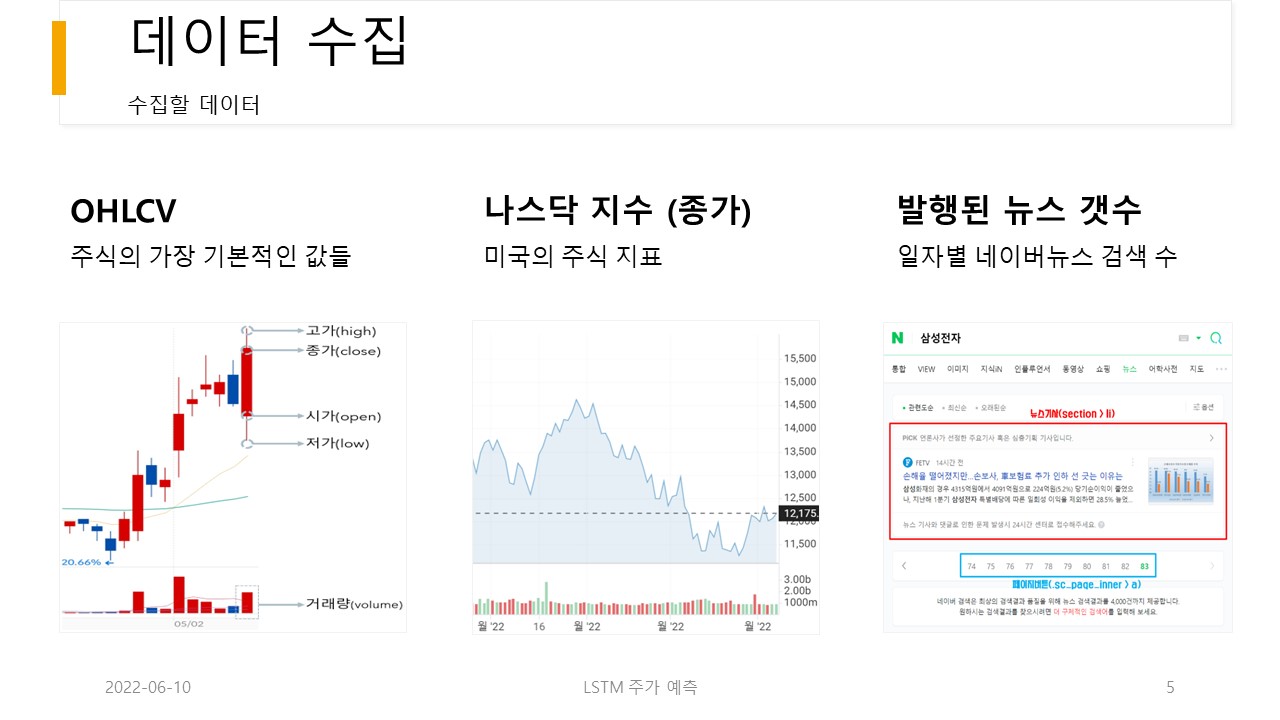 데이터 수집
수집할 데이터
OHLCV
주식의 가장 기본적인 값들
나스닥 지수 (종가)
미국의 주식 지표
발행된 뉴스 갯수
일자별 네이버뉴스 검색 수
고가(high)
종가(close)
시가(open)
저가(low)
20.66%
거래량(volume)
05/02
15,500
15,000
14,500
14,000
13,500
13,000
12,500
12,175.
12,000
11,500
3.00b
2.00b
1000m
월 '22 16 월 '22 월 '22 월 '22
N 삼성전자
통합 VIEW 이미지 지식iN 인플루언서 동영상 쇼핑 뉴스 어학사전 지도
관련도순 최신순 오래된순 옵션
뉴스기사(section > li)
PiCK 언론사가 선정한 주요기사 혹은 심층기획 기사입니다.
FETV 14시간 전
손해율 떨어졌지만...손보사, 車보험료 추가 인하 선 긋는 이유는
삼성화재의 경우 4315억원에서 4091억원으로 224억원(5.2%) 당기순이익이 줄었으
나, 지난해 1분기 삼성전자 특별배당에 따른 일회성 이익을 제외하면 28.5% 늘었...
뉴스 기사와 댓글로 인한 문제 발생시 24시간 센터로 접수해주세요.
74 75 76 77 78 79 80 81 82 83
페이지버튼(.sc_page_inner > a)
네이버 검색은 최상의 검색결과 품질을 위해 뉴스 검색결과를 4,000건까지 제공합니다.
원하시는 검색결과를 찾으시려면 더 구체적인 검색어를 입력해 보세요.
2022-06-10
LSTM 주가 예측
5